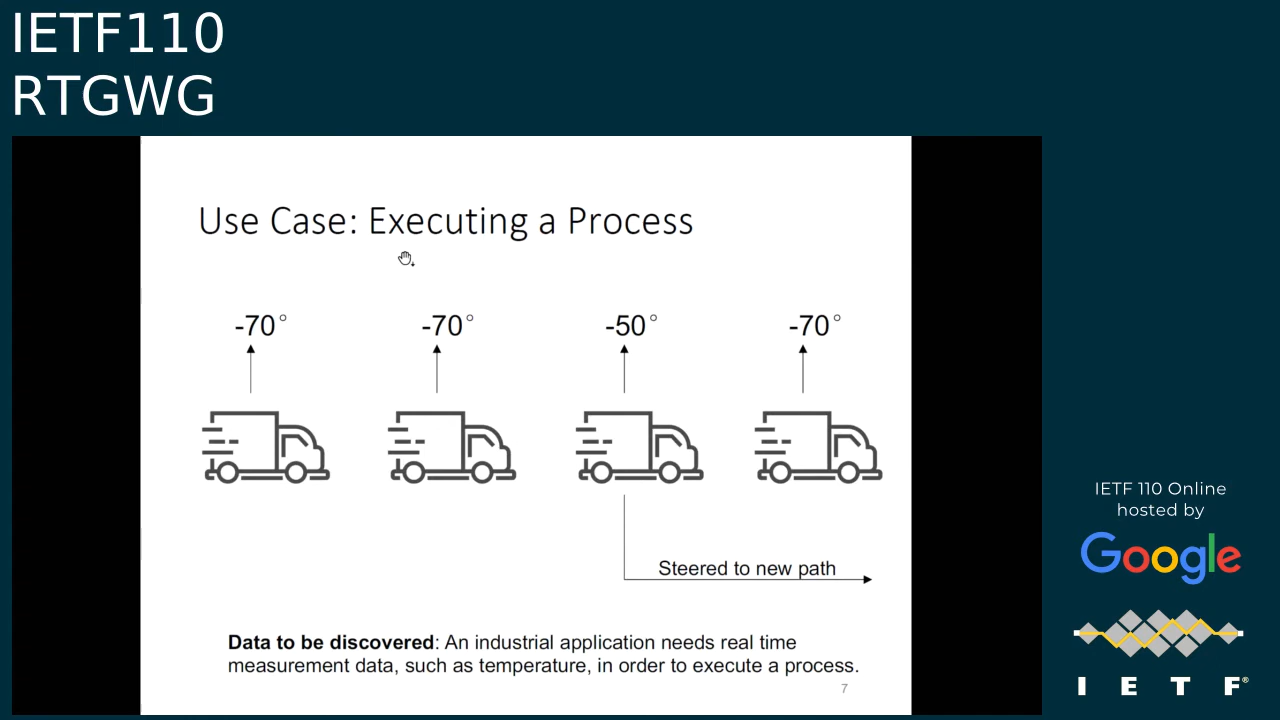 IETF110
RTGWG
Use Case: Executing a Process
-70° -70° -50° -70°
Steered to new path
Data to be discovered: An industrial application needs real time
measurement data, such as temperature, in order to execute a process.
7
IETF 110 Online
hosted by
Google
I E T F®